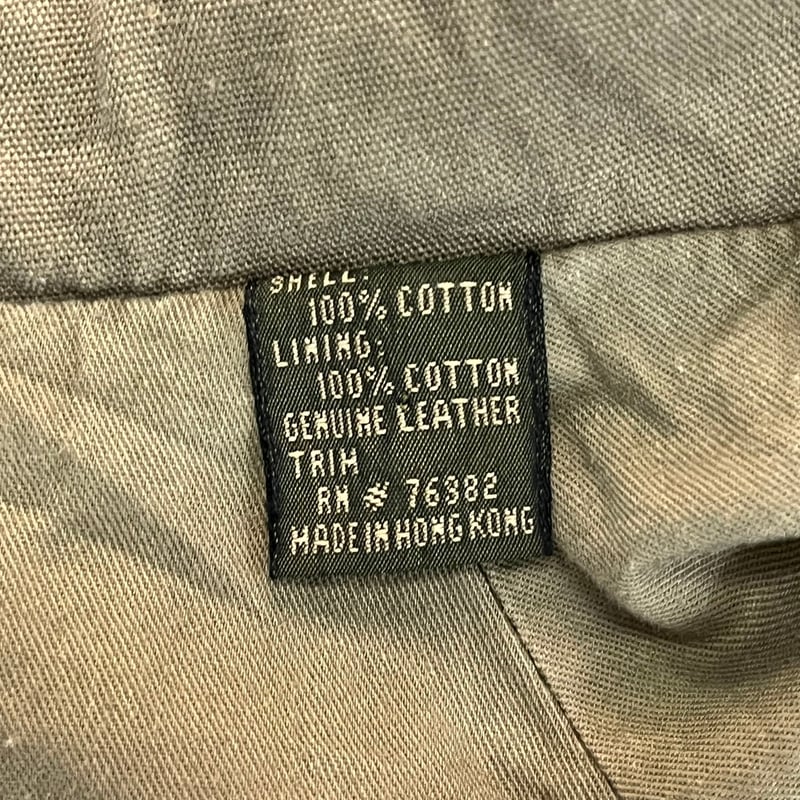 SHELL:
100% COTTON
LINING:
100% COTTON
GENUINE LEATHER
TRIM
RN # 76382
MADE IN HONG KONG